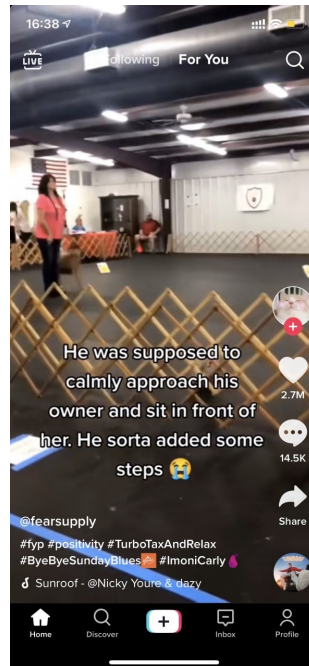 16:38
LIVE
Following
For You
He was supposed to
calmly approach his
owner and sit in front of
her. He sorta added some
steps 😭
2.7M
14.5K
Share
@fearsupply
#fyp #positivity #TurboTaxAndRelax
#ByeByeSundayBlues #ImoniCarly
Sunroof - @Nicky Youre & dazy
Home
Discover
Inbox
Profile